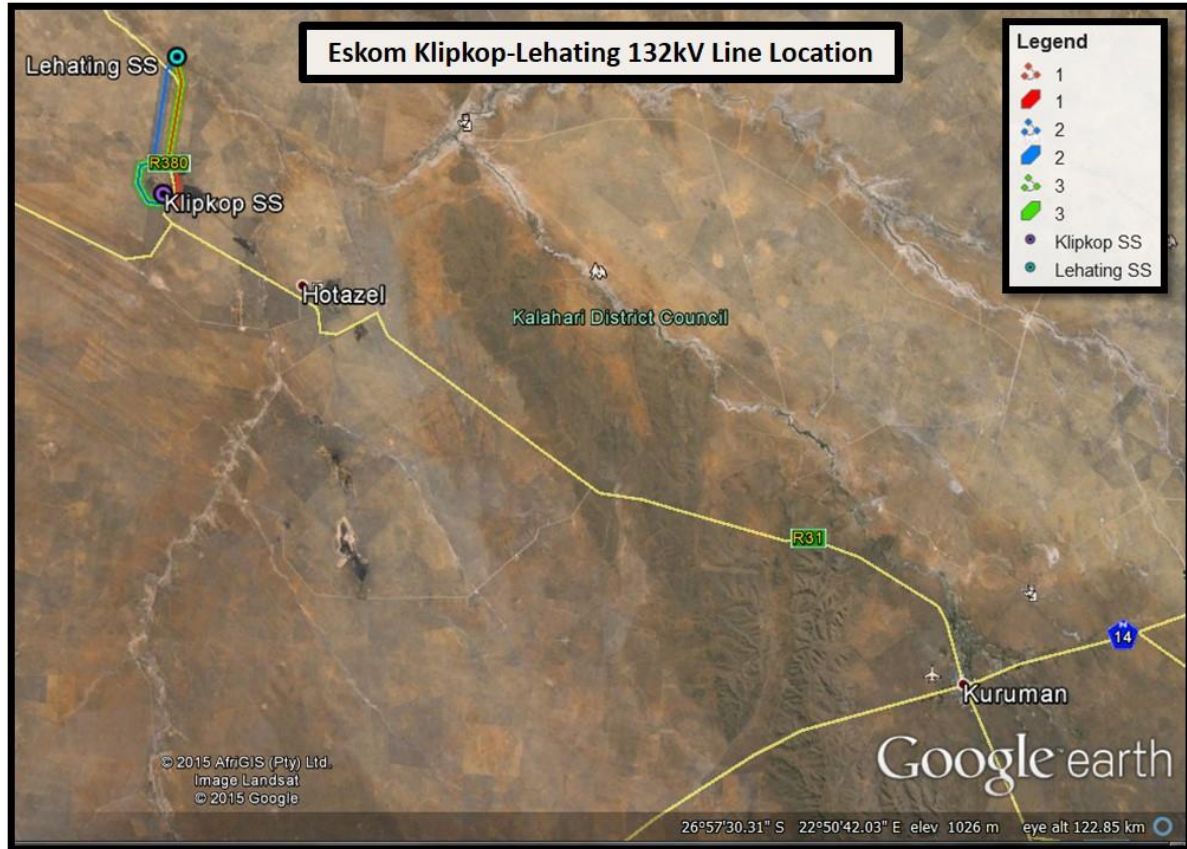 Eskom Klipkop-Lehating 132kV Line Location
Legend
1
1
2
2
3
3
Klipkop SS
Lehating SS
Lehating SS
R380
Klipkop SS
Hotazel
Kalahari District Council
R31
N
14
Kuruman
© 2015 AfriGIS (Pty) Ltd.
Image Landsat
© 2015 Google
Google earth
26°57'30.31" S 22°50'42.03" E elev 1026 m eye alt 122.85 km